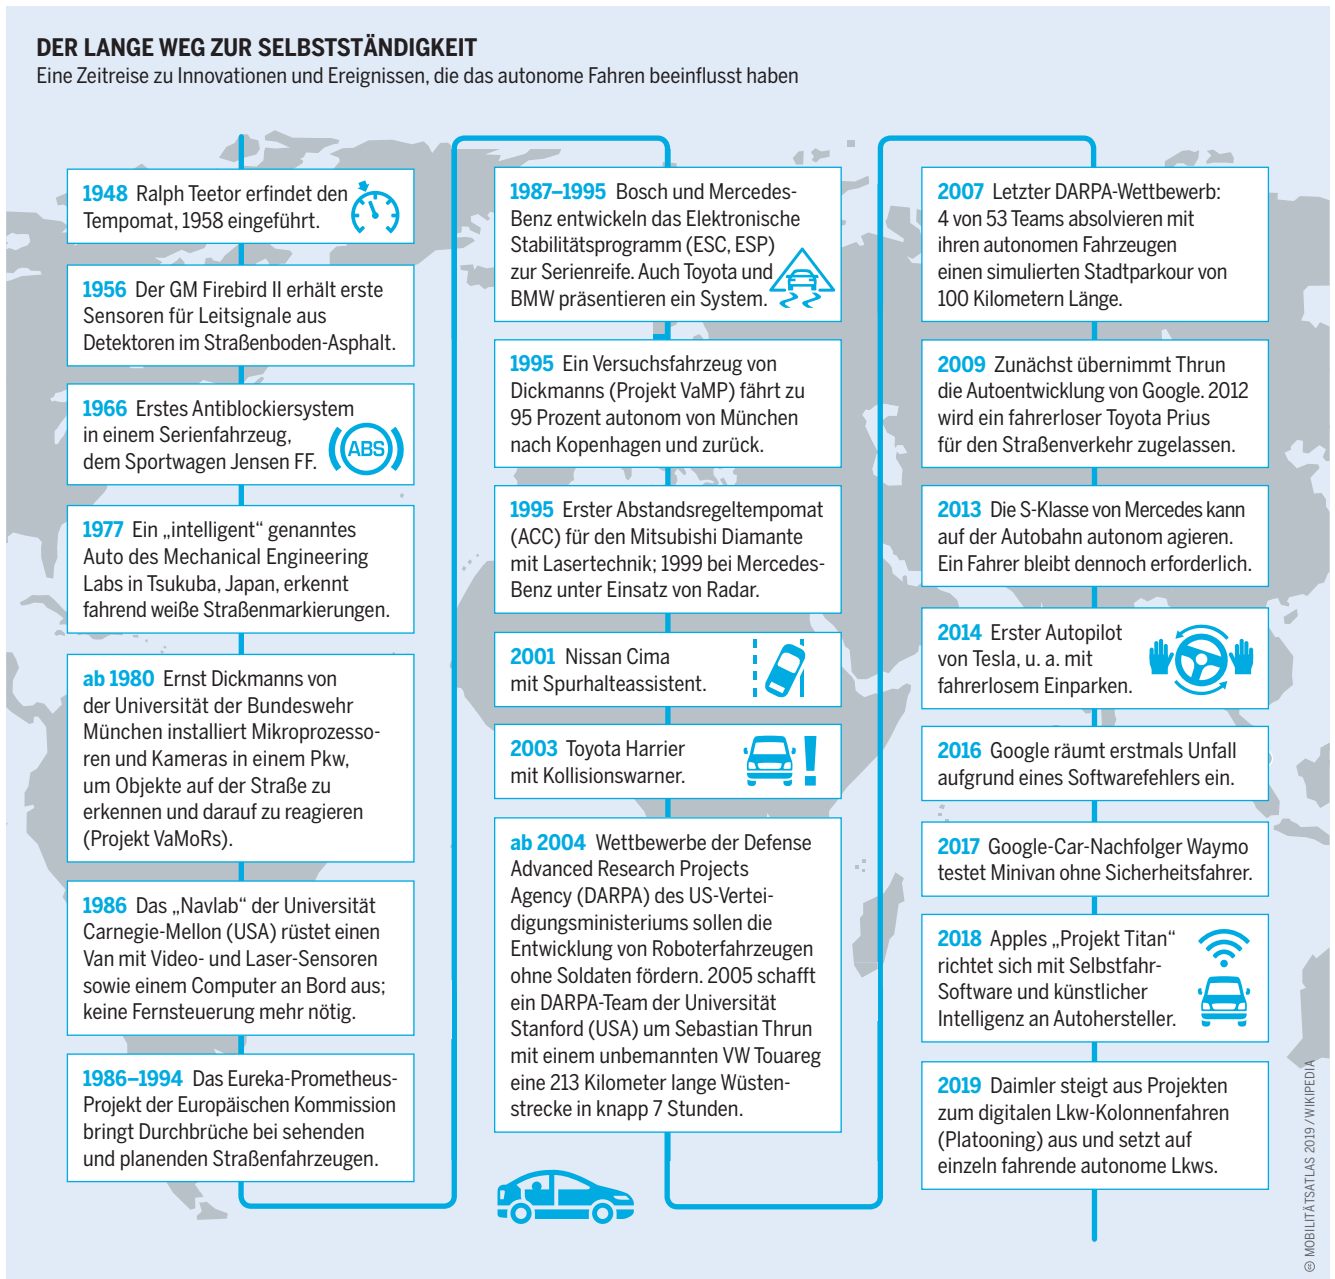 DER LANGE WEG ZUR SELBSTSTÄNDIGKEIT
Eine Zeitreise zu Innovationen und Ereignissen, die das autonome Fahren beeinflusst haben
1948 Ralph Teetor erfindet den
Tempomat, 1958 eingeführt.
1956 Der GM Firebird II erhält erste
Sensoren für Leitsignale aus
Detektoren im Straßenboden-Asphalt.
1966 Erstes Antiblockiersystem
in einem Serienfahrzeug,
dem Sportwagen Jensen FF.
ABS
1977 Ein „intelligent“ genanntes
Auto des Mechanical Engineering
Labs in Tsukuba, Japan, erkennt
fahrend weiße Straßenmarkierungen.
ab 1980 Ernst Dickmanns von
der Universität der Bundeswehr
München installiert Mikroprozesso-
ren und Kameras in einem Pkw,
um Objekte auf der Straße zu
erkennen und darauf zu reagieren
(Projekt VaMoRs).
1986 Das „Navlab“ der Universität
Carnegie-Mellon (USA) rüstet einen
Van mit Video- und Laser-Sensoren
sowie einem Computer an Bord aus;
keine Fernsteuerung mehr nötig.
1986–1994 Das Eureka-Prometheus-
Projekt der Europäischen Kommission
bringt Durchbrüche bei sehenden
und planenden Straßenfahrzeugen.
1987–1995 Bosch und Mercedes-
Benz entwickeln das Elektronische
Stabilitätsprogramm (ESC, ESP)
zur Serienreife. Auch Toyota und
BMW präsentieren ein System.
1995 Ein Versuchsfahrzeug von
Dickmanns (Projekt VaMP) fährt zu
95 Prozent autonom von München
nach Kopenhagen und zurück.
1995 Erster Abstandsregeltempomat
(ACC) für den Mitsubishi Diamante
mit Lasertechnik; 1999 bei Mercedes-
Benz unter Einsatz von Radar.
2001 Nissan Cima
mit Spurhalteassistent.
2003 Toyota Harrier
mit Kollisionswarner.
ab 2004 Wettbewerbe der Defense
Advanced Research Projects
Agency (DARPA) des US-Vertei-
digungsministeriums sollen die
Entwicklung von Roboterfahrzeugen
ohne Soldaten fördern. 2005 schafft
ein DARPA-Team der Universität
Stanford (USA) um Sebastian Thrun
mit einem unbemannten VW Touareg
eine 213 Kilometer lange Wüsten-
strecke in knapp 7 Stunden.
2007 Letzter DARPA-Wettbewerb:
4 von 53 Teams absolvieren mit
ihren autonomen Fahrzeugen
einen simulierten Stadtparkour von
100 Kilometern Länge.
2009 Zunächst übernimmt Thrun
die Autoentwicklung von Google. 2012
wird ein fahrerloser Toyota Prius
für den Straßenverkehr zugelassen.
2013 Die S-Klasse von Mercedes kann
auf der Autobahn autonom agieren.
Ein Fahrer bleibt dennoch erforderlich.
2014 Erster Autopilot
von Tesla, u. a. mit
fahrerlosem Einparken.
2016 Google räumt erstmals Unfall
aufgrund eines Softwarefehlers ein.
2017 Google-Car-Nachfolger Waymo
testet Minivan ohne Sicherheitsfahrer.
2018 Apples „Projekt Titan“
richtet sich mit Selbstfahr-
Software und künstlicher
Intelligenz an Autohersteller.
2019 Daimler steigt aus Projekten
zum digitalen Lkw-Kolonnenfahren
(Platooning) aus und setzt auf
einzeln fahrende autonome Lkws.
MOBILITÄTSATLAS 2019 / WIKIPEDIA